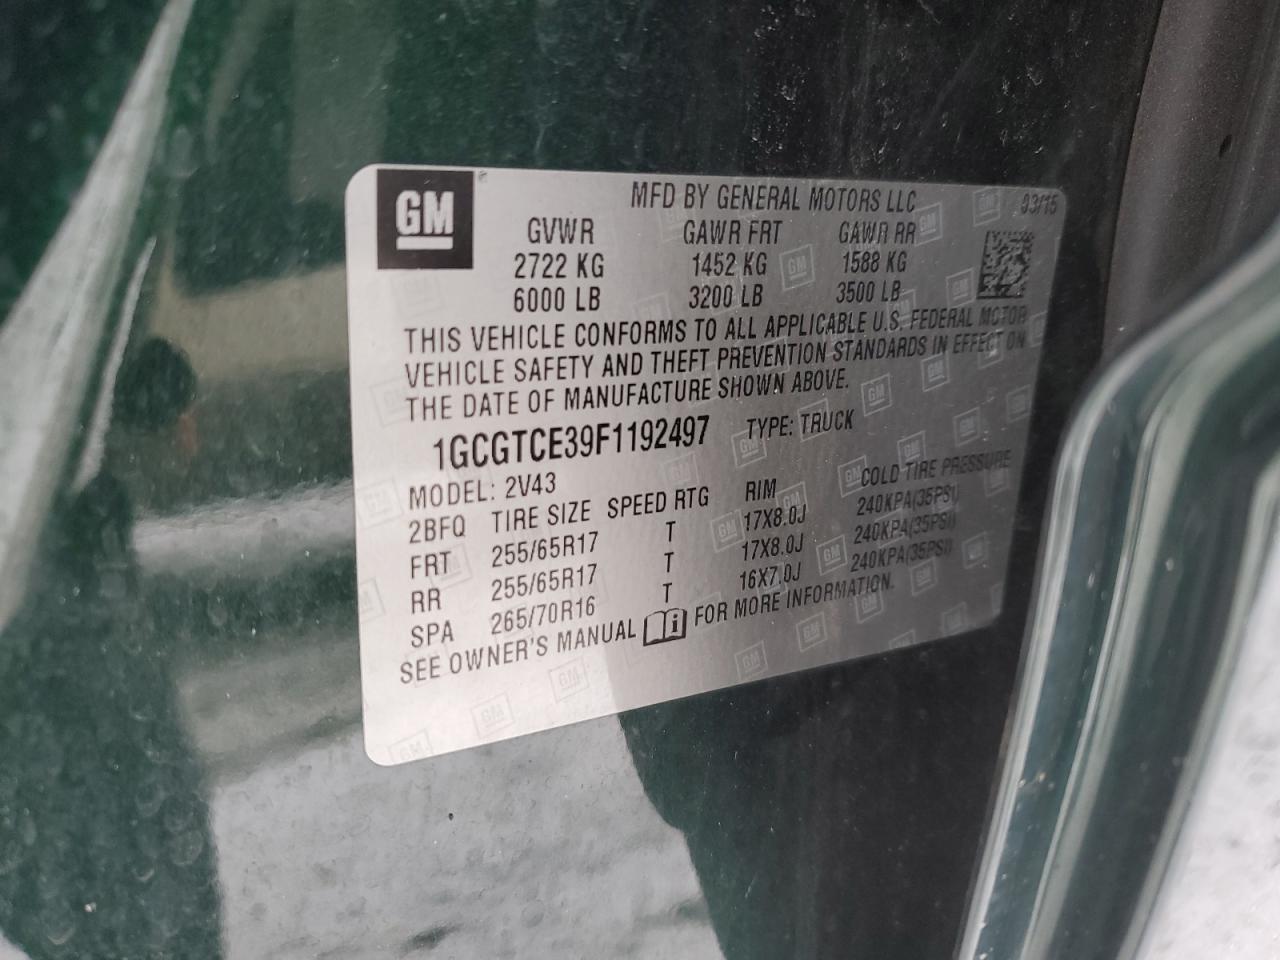 GM MFD BY GENERAL MOTORS LLC 03/15
GVWR GAWR FRT GAWR RR
2722 KG 1452 KG 1588 KG
6000 LB 3200 LB 3500 LB
THIS VEHICLE CONFORMS TO ALL APPLICABLE U.S. FEDERAL MOTOR
VEHICLE SAFETY AND THEFT PREVENTION STANDARDS IN EFFECT ON
THE DATE OF MANUFACTURE SHOWN ABOVE.
1GCGTCE39F1192497 TYPE: TRUCK
MODEL: 2V43
2BFQ TIRE SIZE SPEED RTG RIM COLD TIRE PRESSURE
FRT 255/65R17 T 17X8.0J 240KPA(35PSI)
RR 255/65R17 T 17X8.0J 240KPA(35PSI)
SPA 265/70R16 T 16X7.0J 240KPA(35PSI)
SEE OWNER'S MANUAL FOR MORE INFORMATION.